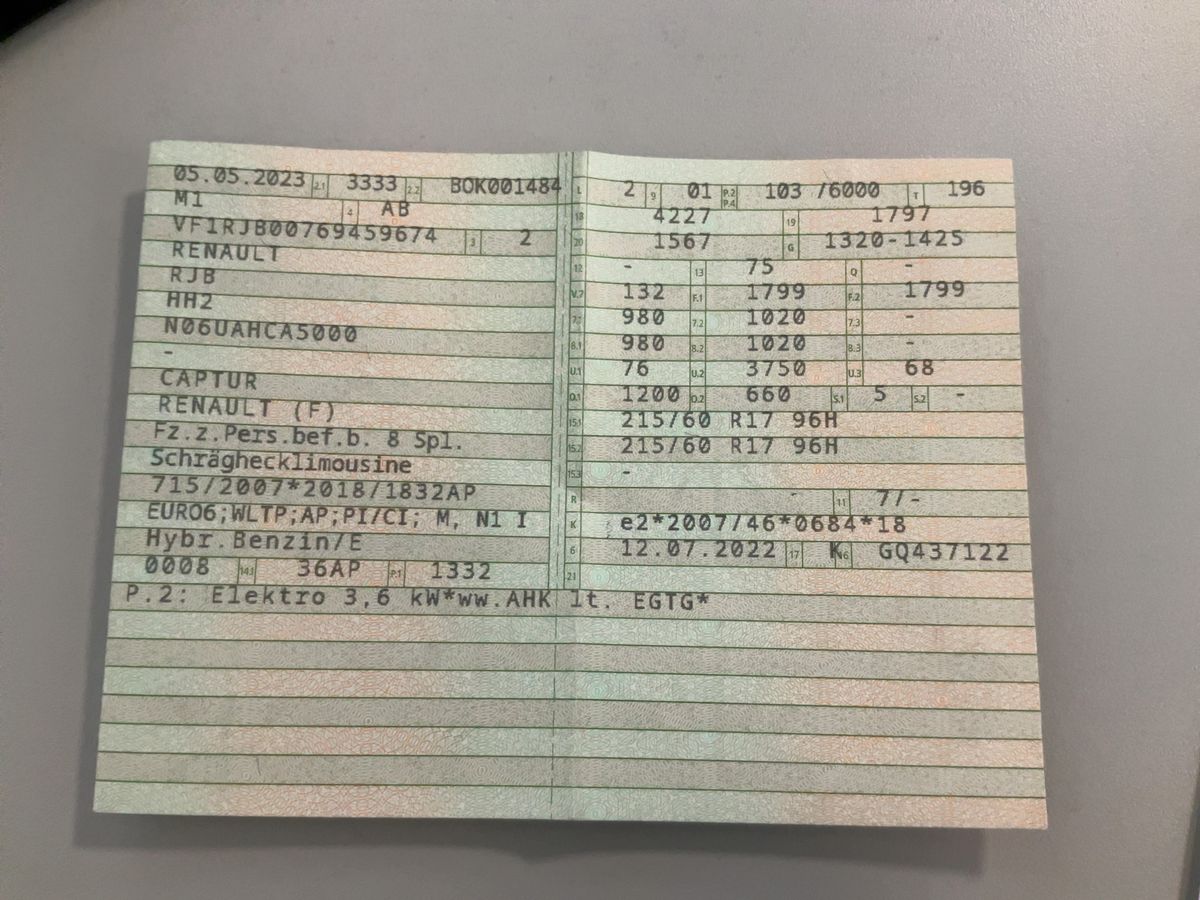 05.05.2023 2.1 3333 2.2 BOK001484 L 2 9 01 P.2 P.4 103 /6000 T 196
M1 4 AB 18 4227 19 1797
VF1RJB00769459674 3 2 20 1567 G 1320-1425
RENAULT 12 - 13 75 Q -
RJB V.7 132 F.1 1799 F.2 1799
HH2 7.1 980 7.2 1020 7.3 -
N06UAHCA5000 8.1 980 8.2 1020 8.3 -
- U.1 76 U.2 3750 U.3 68
CAPTUR O.1 1200 O.2 660 S.1 5 S.2 -
RENAULT (F) 15.1 215/60 R17 96H
Fz.z.Pers.bef.b. 8 Spl. 15.2 215/60 R17 96H
Schräghecklimousine 15.3 -
715/2007*2018/1832AP R - 11 7/-
EURO6;WLTP;AP;PI/CI; M, N1 I K e2*2007/46*0684*18
Hybr.Benzin/E 6 12.07.2022 17 K 16 GQ437122
0008 14.1 36AP P.1 1332 21
P.2: Elektro 3,6 kW*ww.AHK lt. EGTG*